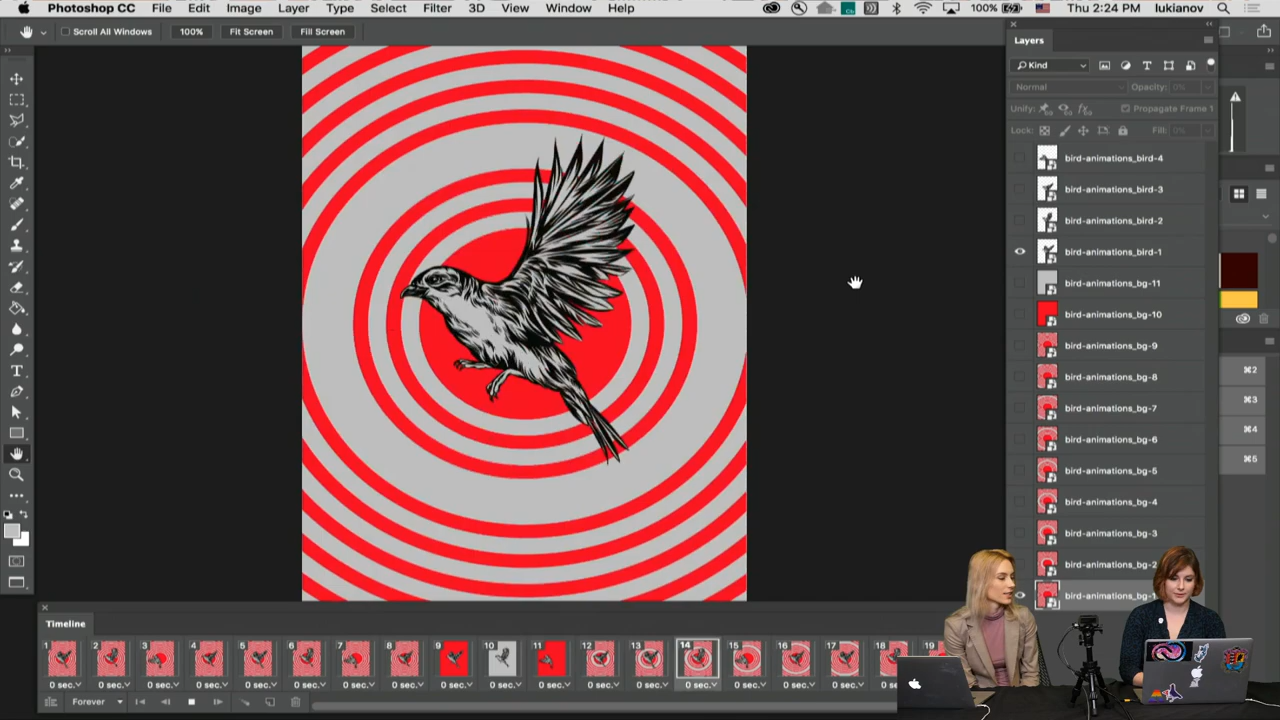 Photoshop CC File Edit Image Layer Type Select Filter 3D View Window Help 100% Thu 2:24 PM lukianov
Scroll All Windows 100% Fit Screen Fill Screen
Layers
Kind
Normal Opacity: 0%
Unify: Propagate Frame 1
Lock: Fill: 0%
bird-animations_bird-4
bird-animations_bird-3
bird-animations_bird-2
bird-animations_bird-1
bird-animations_bg-11
bird-animations_bg-10
bird-animations_bg-9
bird-animations_bg-8
bird-animations_bg-7
bird-animations_bg-6
bird-animations_bg-5
bird-animations_bg-4
bird-animations_bg-3
bird-animations_bg-2
bird-animations_bg-
⌘2
⌘3
⌘4
⌘5
Timeline
1 2 3 4 5 6 7 8 9 10 11 12 13 14 15 16 17 18 19
0 sec. 0 sec. 0 sec. 0 sec. 0 sec. 0 sec. 0 sec. 0 sec. 0 sec. 0 sec. 0 sec. 0 sec. 0 sec. 0 sec. 0 sec. 0 sec. 0 sec. 0 sec.
Forever